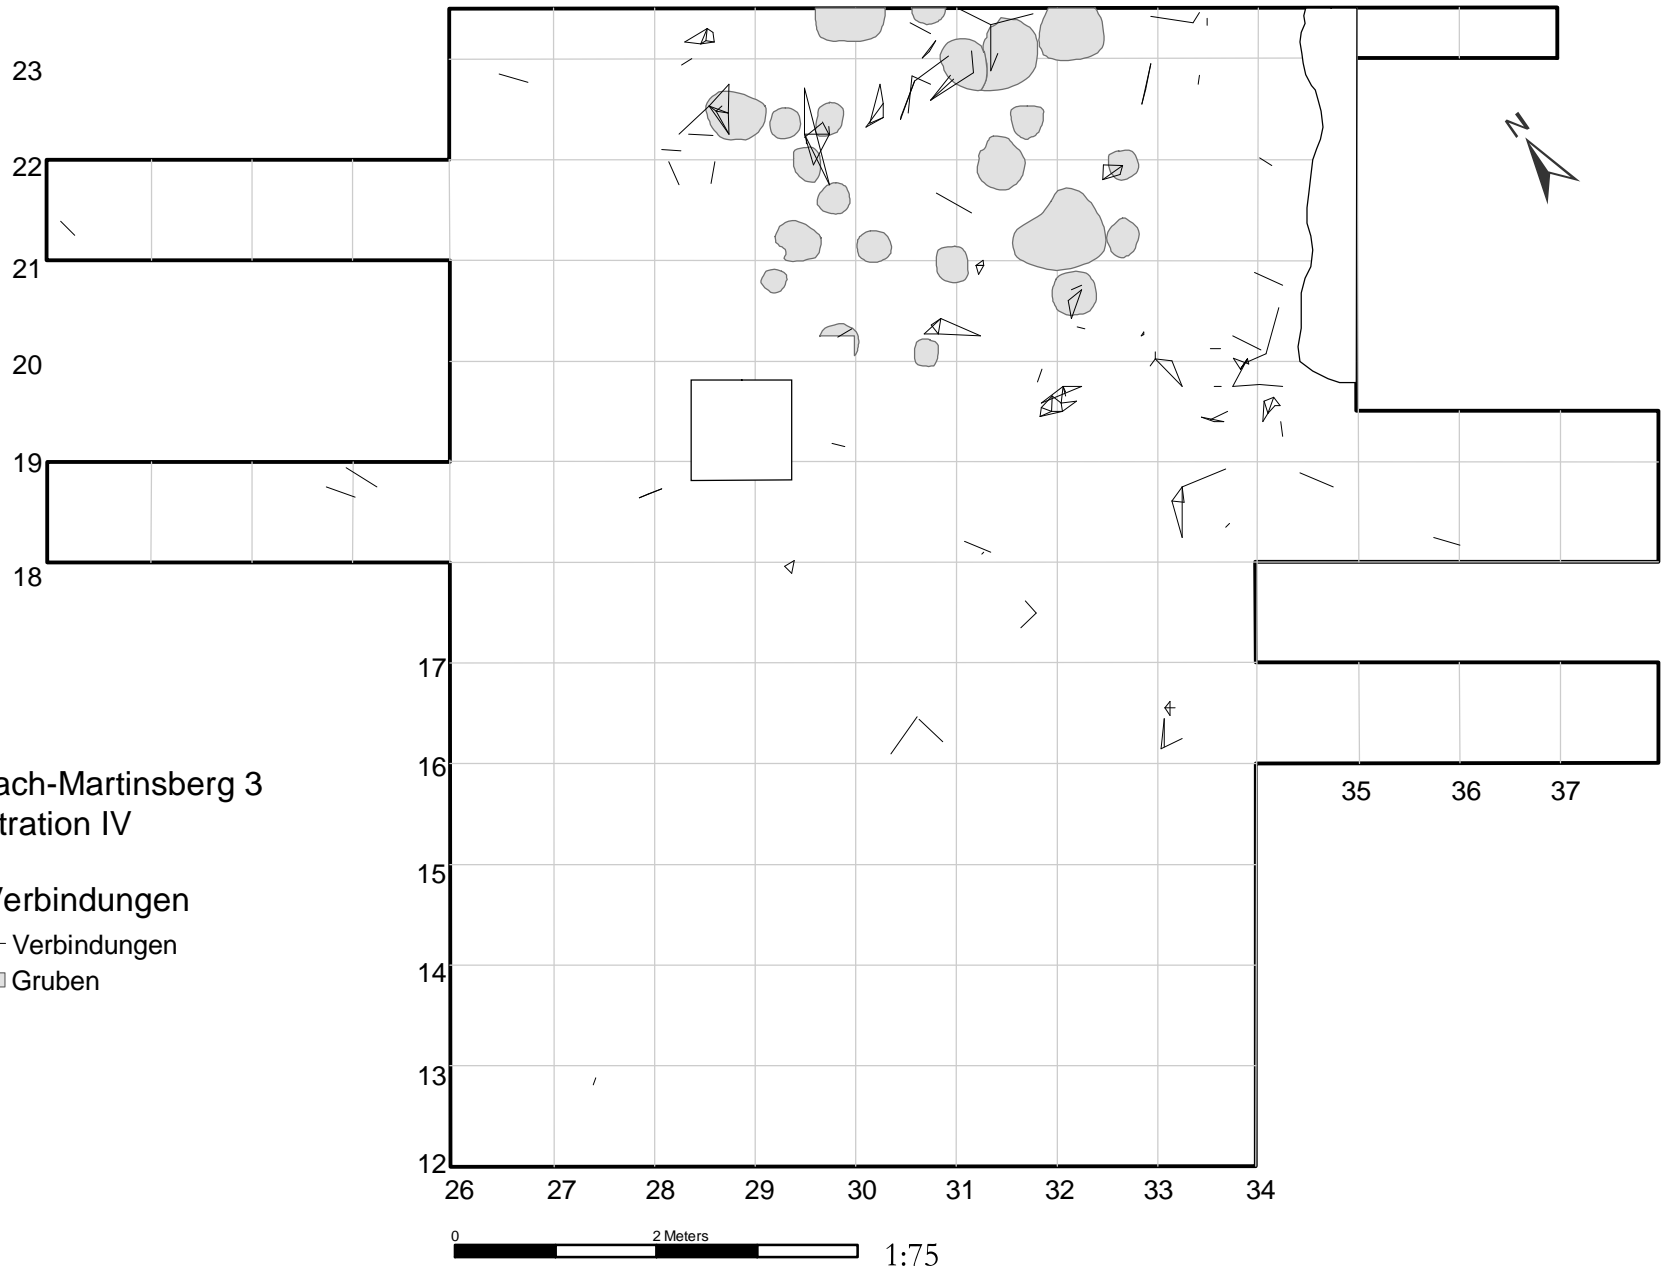 23
22
21
20
19
18
17
16
15
14
13
12
N
35 36 37
ach-Martinsberg 3
tration IV
Verbindungen
Verbindungen
Gruben
26 27 28 29 30 31 32 33 34
0 2 Meters
1:75